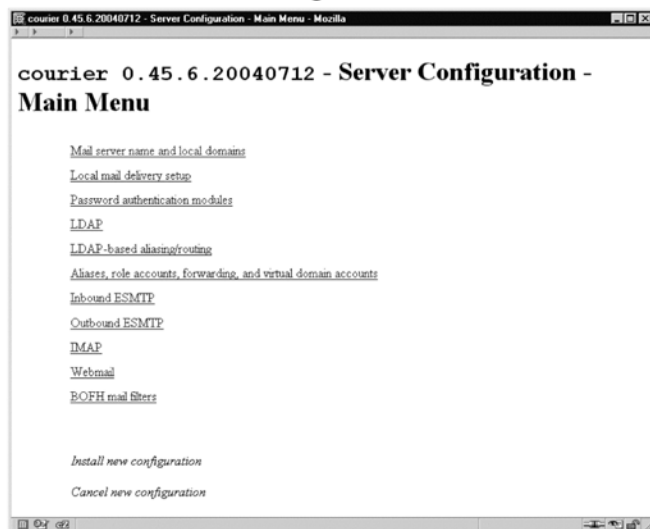 courier 0.45.6.20040712 - Server Configuration - Main Menu - Mozilla
courier 0.45.6.20040712 - Server Configuration -
Main Menu
Mail server name and local domains
Local mail delivery setup
Password authentication modules
LDAP
LDAP-based aliasing/routing
Aliases, role accounts, forwarding, and virtual domain accounts
Inbound ESMTP
Outbound ESMTP
IMAP
Webmail
BOFH mail filters
Install new configuration
Cancel new configuration